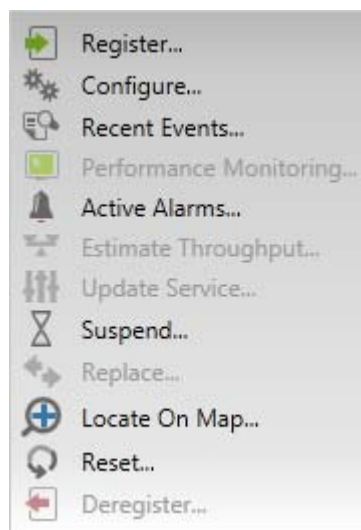 Register...
Configure...
Recent Events...
Performance Monitoring...
Active Alarms...
Estimate Throughput...
Update Service...
Suspend...
Replace...
Locate On Map...
Reset...
Deregister...